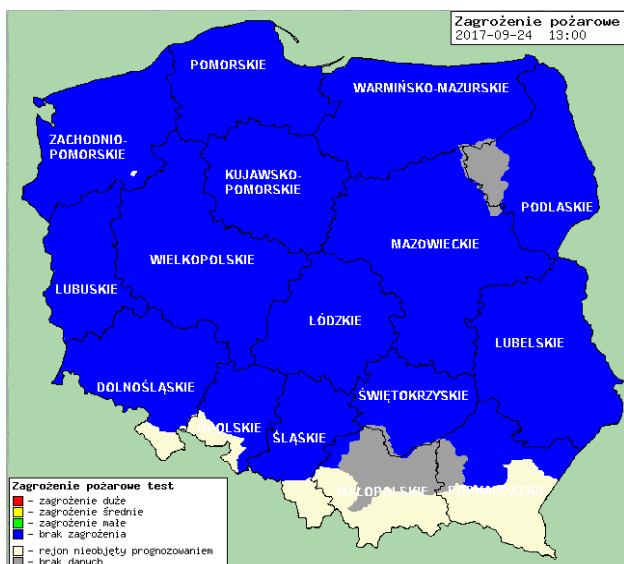 Zagrożenie pożarowe
2017-09-24 13:00
POMORSKIE
WARMIŃSKO-MAZURSKIE
ZACHODNIO-
POMORSKIE
KUJAWSKO-
POMORSKIE
PODLASKIE
MAZOWIECKIE
WIELKOPOLSKIE
LUBUSKIE
ŁÓDZKIE
LUBELSKIE
DOLNOŚLĄSKIE
ŚWIĘTOKRZYSKIE
OPOLSKIE
ŚLĄSKIE
MAŁOPOLSKIE
PODKARPACKIE
Zagrożenie pożarowe test
- zagrożenie duże
- zagrożenie średnie
- zagrożenie małe
- brak zagrożenia
- rejon nieobjęty prognozowaniem
- brak danych